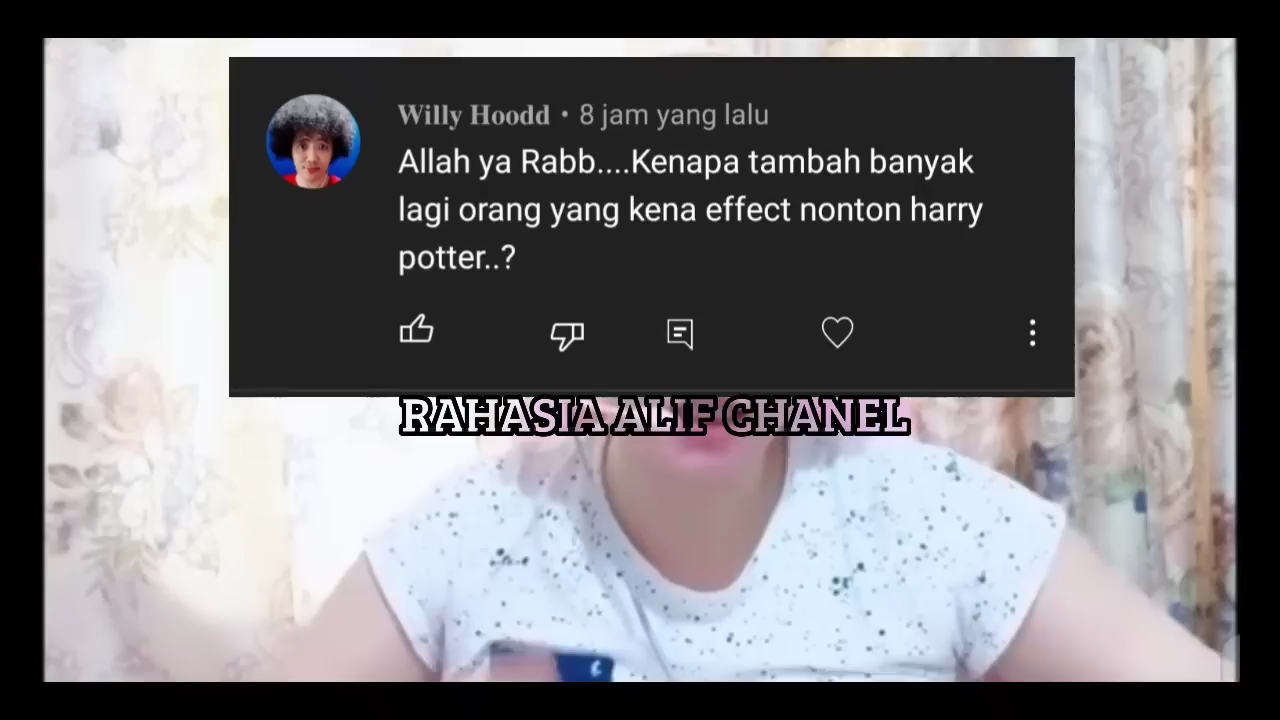 Willy Hoodd • 8 jam yang lalu
Allah ya Rabb....Kenapa tambah banyak
lagi orang yang kena effect nonton harry
potter..?
RAHASIA ALIF CHANEL